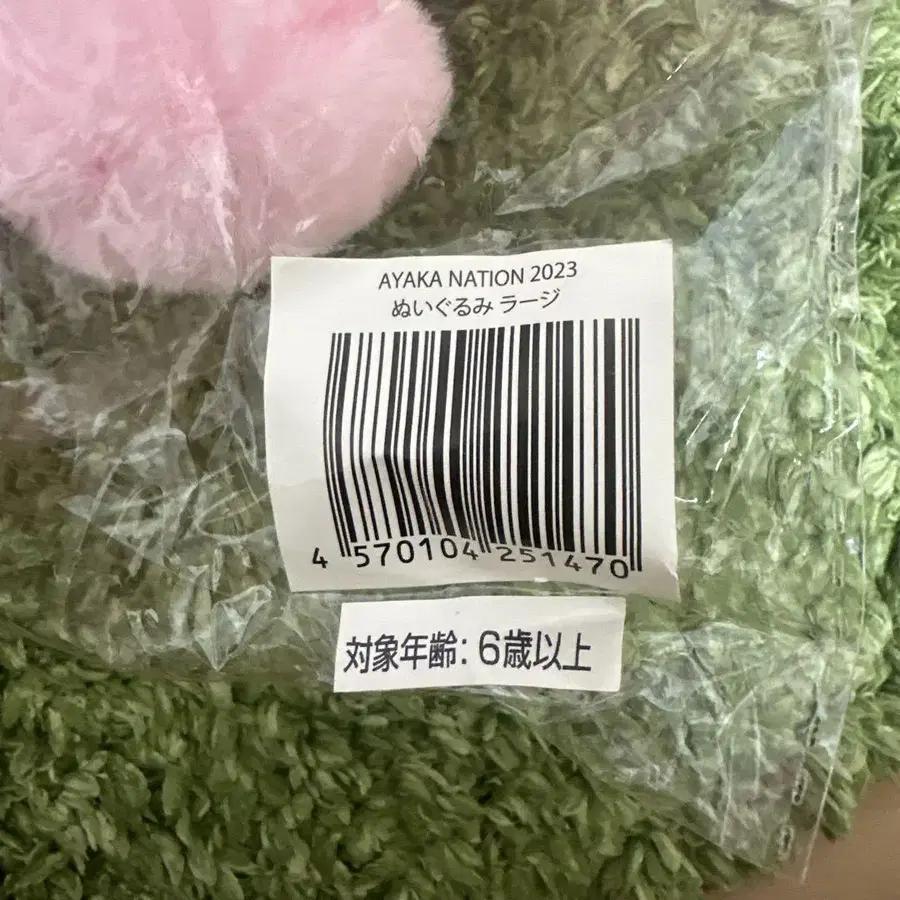 AYAKA NATION 2023
ぬいぐるみ ラージ
4 570104 251470
対象年齢: 6歳以上